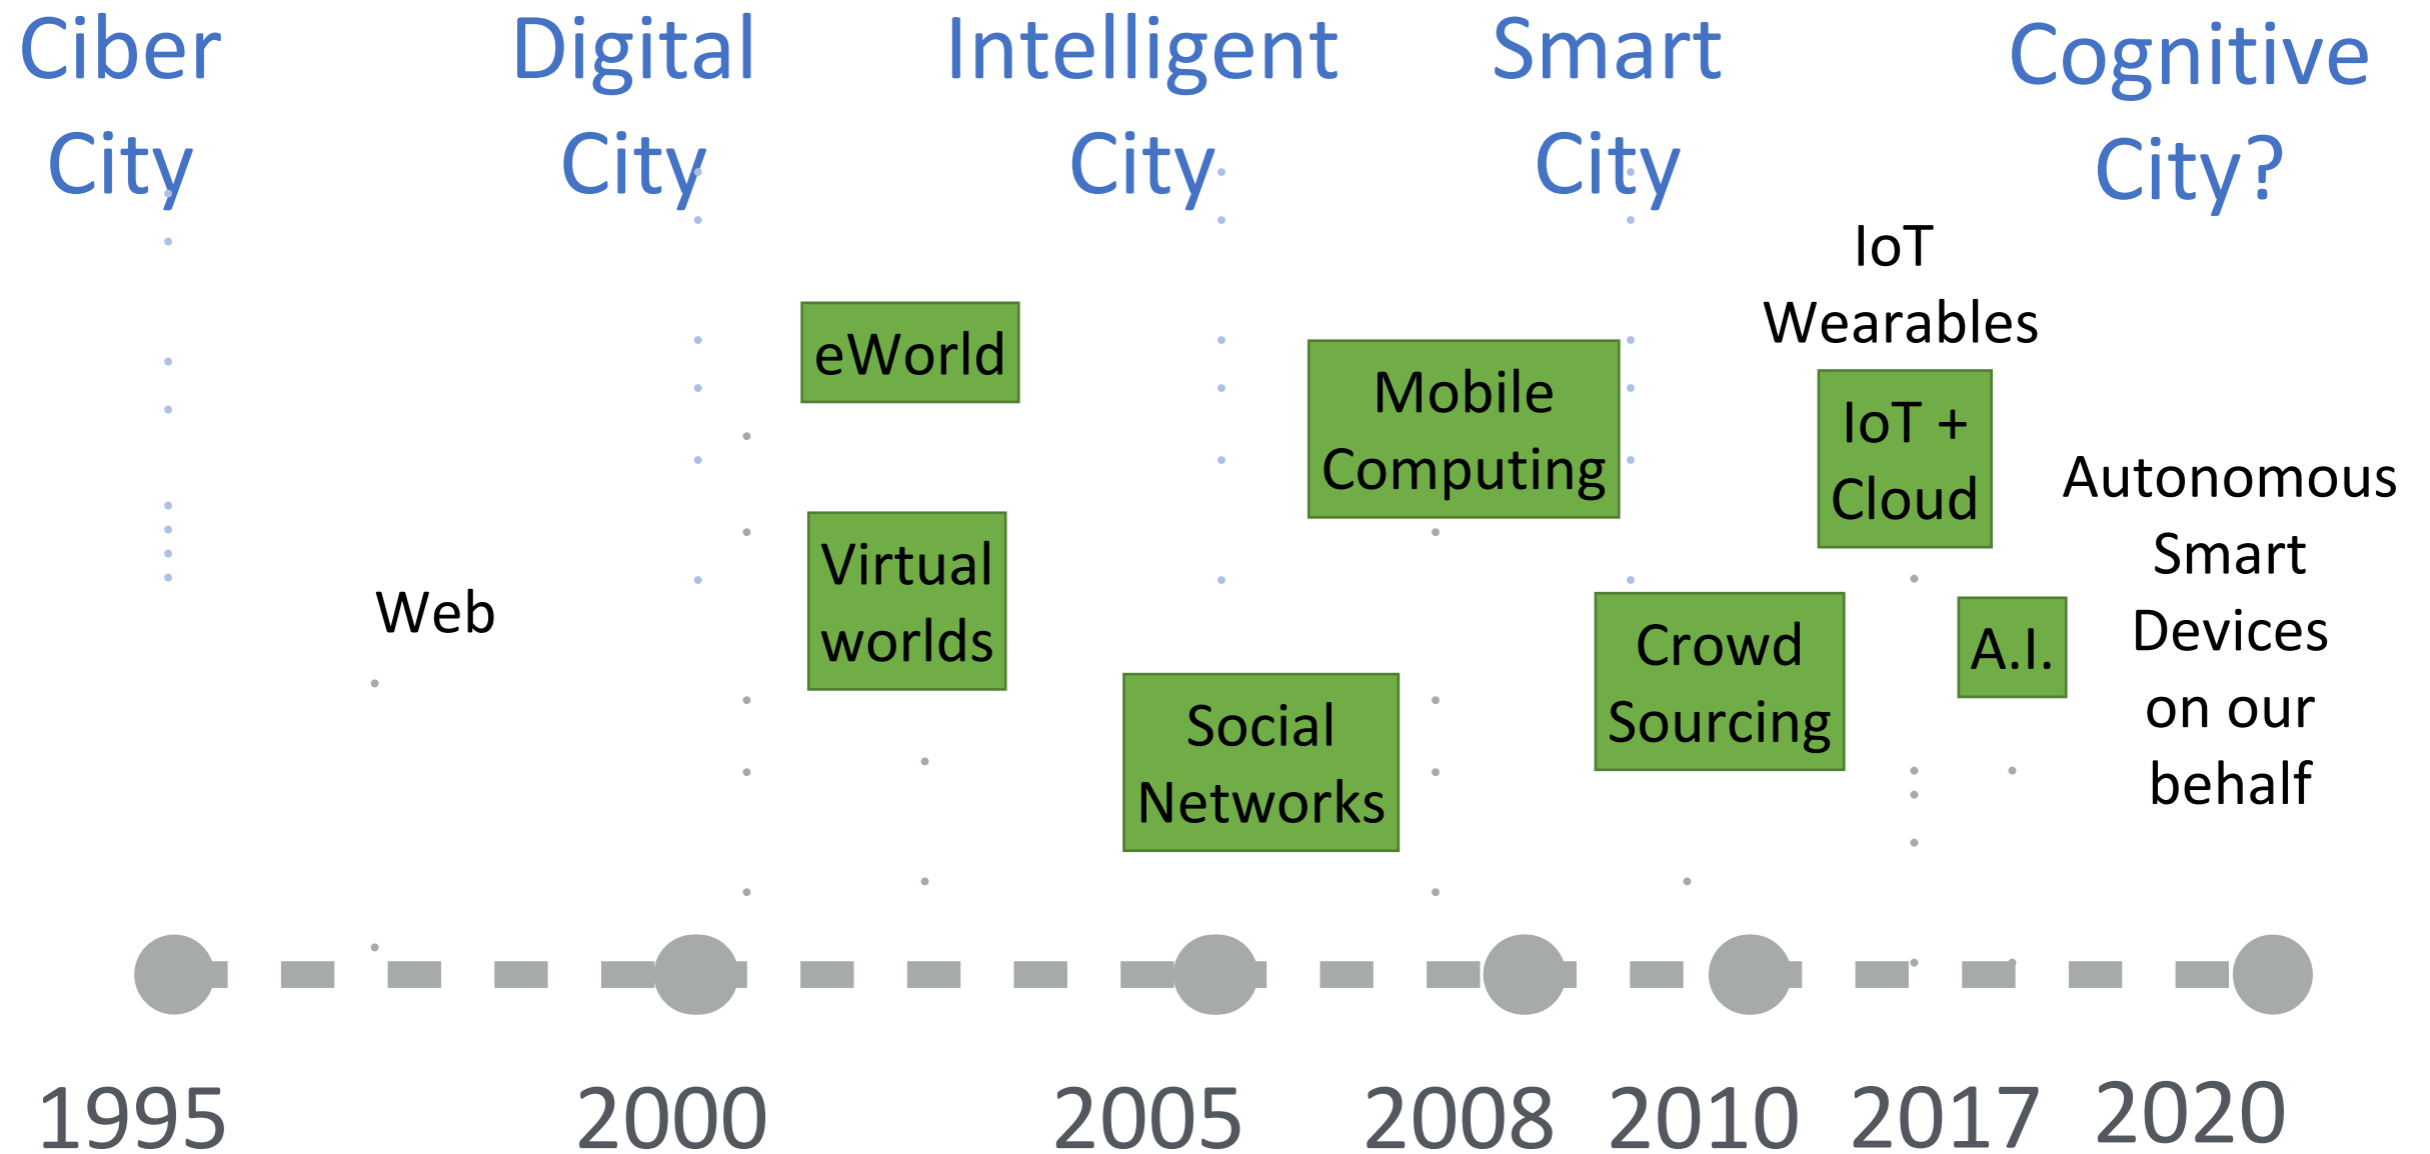 Ciber
City
Digital
City
Intelligent
City
Smart
City
Cognitive
City?
Web
eWorld
Virtual
worlds
Social
Networks
Mobile
Computing
Crowd
Sourcing
IoT
Wearables
IoT +
Cloud
A.I.
Autonomous
Smart
Devices
on our
behalf
1995
2000
2005
2008
2010
2017
2020